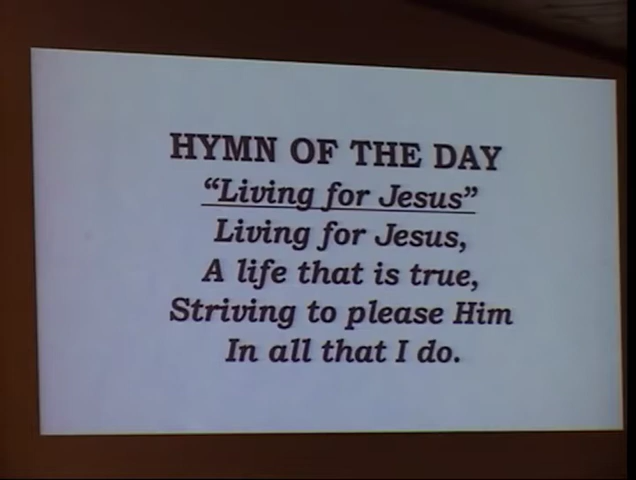 HYMN OF THE DAY
“Living for Jesus”
Living for Jesus,
A life that is true,
Striving to please Him
In all that I do.